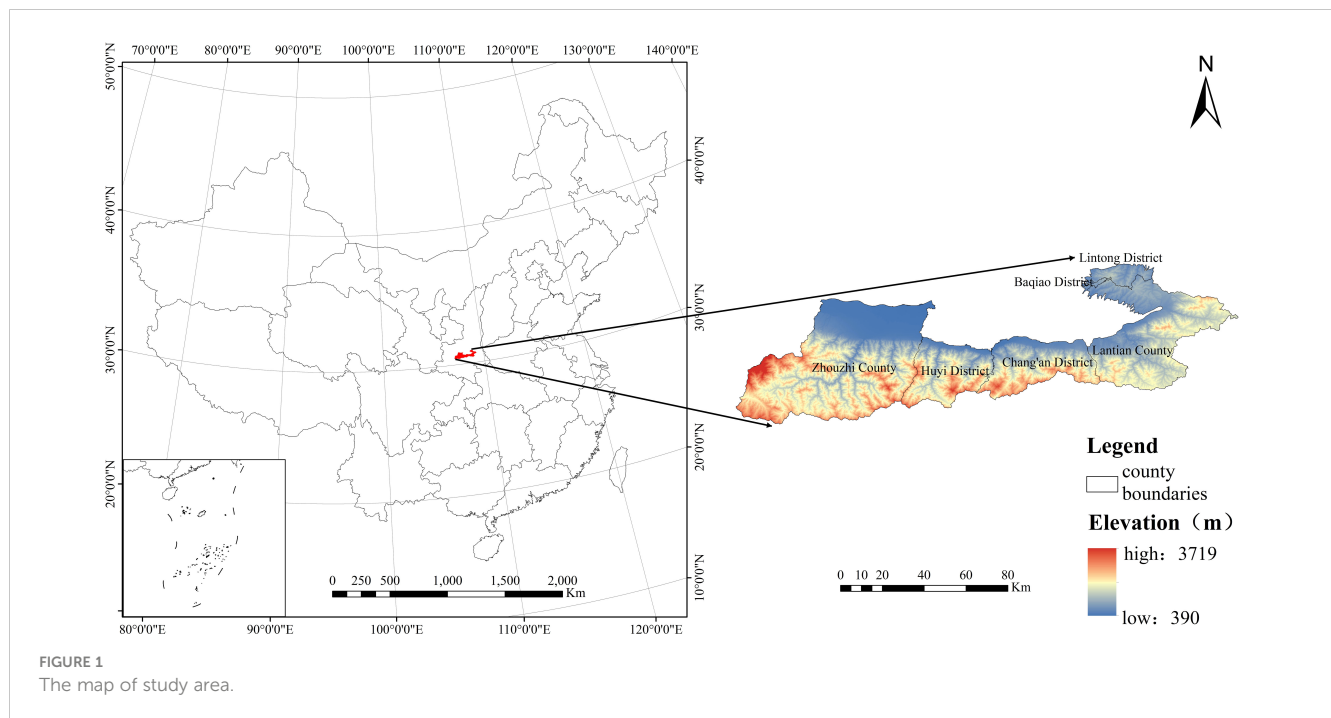 70°0'0"E 80°0'0"E 90°0'0"E 100°0'0"E 110°0'0"E 120°0'0"E 130°0'0"E 140°0'0"E
50°0'0"N
40°0'0"N
30°0'0"N
20°0'0"N
40°0'0"N
30°0'0"N
20°0'0"N
10°0'0"N
0 250 500 1,000 1,500 2,000
Km
80°0'0"E 90°0'0"E 100°0'0"E 110°0'0"E 120°0'0"E
N
Lintong District
Baqiao District
Lantian County
Chang'an District
Zhouzhi County
Huyi District
0 10 20 40 60 80
Km
Legend
county
boundaries
Elevation（m）
high：3719
low：390
FIGURE 1
The map of study area.